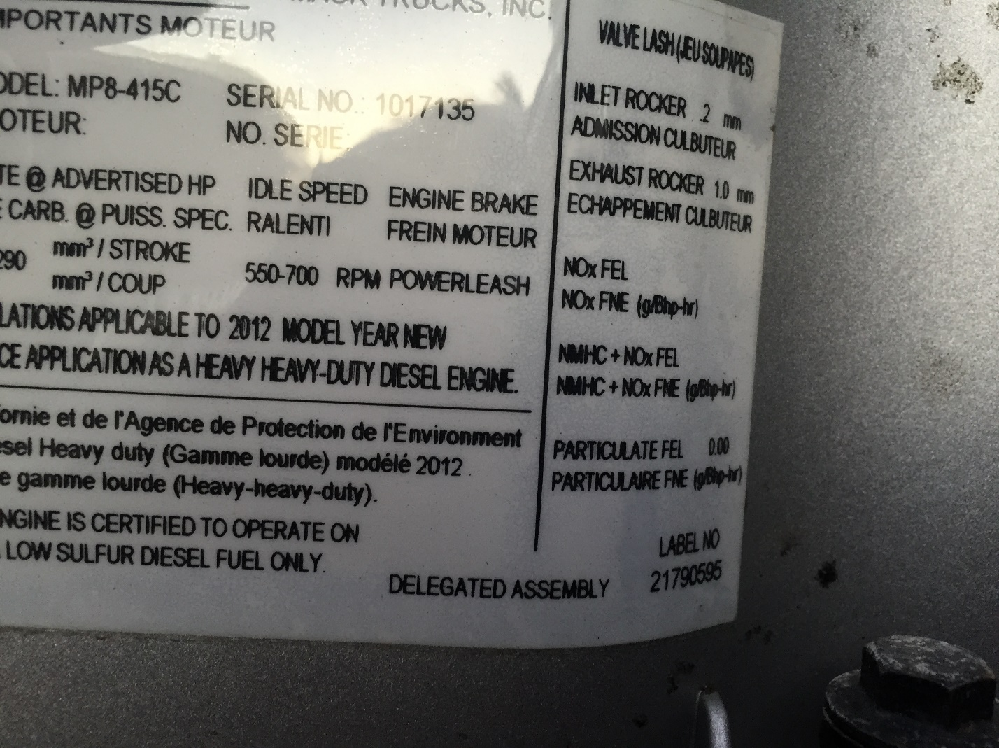 MACK TRUCKS, INC.
IMPORTANTS MOTEUR
ODEL: MP8-415C SERIAL NO.: 1017135
OTEUR: NO. SERIE:
TE @ ADVERTISED HP IDLE SPEED ENGINE BRAKE
E CARB. @ PUISS. SPEC. RALENTI FREIN MOTEUR
290 mm³ / STROKE
mm³ / COUP
550-700 RPM POWERLEASH
LATIONS APPLICABLE TO 2012 MODEL YEAR NEW
CE APPLICATION AS A HEAVY HEAVY-DUTY DIESEL ENGINE.
fornie et de l'Agence de Protection de l'Environment
esel Heavy duty (Gamme lourde) modélé 2012 .
e gamme lourde (Heavy-heavy-duty).
NGINE IS CERTIFIED TO OPERATE ON
LOW SULFUR DIESEL FUEL ONLY.
DELEGATED ASSEMBLY
VALVE LASH (JEU SOUPAPES)
INLET ROCKER .2 mm
ADMISSION CULBUTEUR
EXHAUST ROCKER 1.0 mm
ECHAPPEMENT CULBUTEUR
NOx FEL
NOx FNE (g/Bhp-hr)
NMHC + NOx FEL
NMHC + NOx FNE (g/Bhp-hr)
PARTICULATE FEL 0.00
PARTICULAIRE FNE (g/Bhp-hr)
LABEL NO
21790595